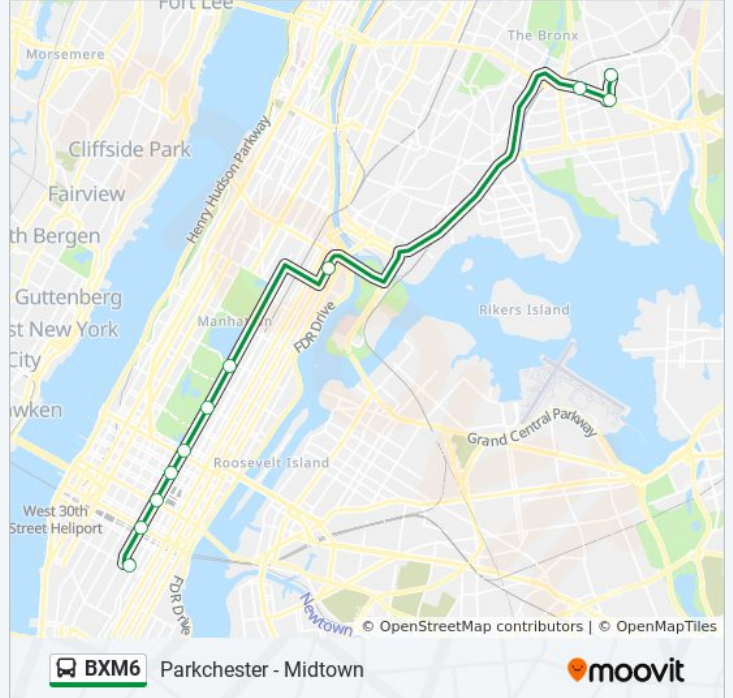 Fort Lee
The Bronx
Morsemere
Henry Hudson Parkway
Cliffside Park
Fairview
th Bergen
Guttenberg
st New York
City
awken
Manhattan
FDR Drive
Rikers Island
Grand Central Parkway
Roosevelt Island
West 30th
Street Heliport
FDR Drive
Newtown
© OpenStreetMap contributors | © OpenMapTiles
BXM6 Parkchester - Midtown
moovit